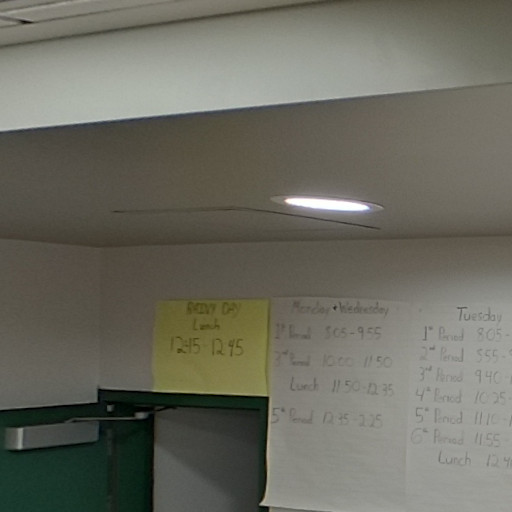 RAINY DAY
Lunch
12:15 12:45
Monday + Wednesday
1st Period 8:05 - 9:55
3rd Period 10:00 11:50
Lunch 11:50 - 12:35
5th Period 12:35 - 2:25
Tuesday
1st Period 8:05 -
2nd Period 8:55 -
3rd Period 9:40 -
4th Period 10:25
5th Period 11:10 -
6th Period 11:55
Lunch 12:4